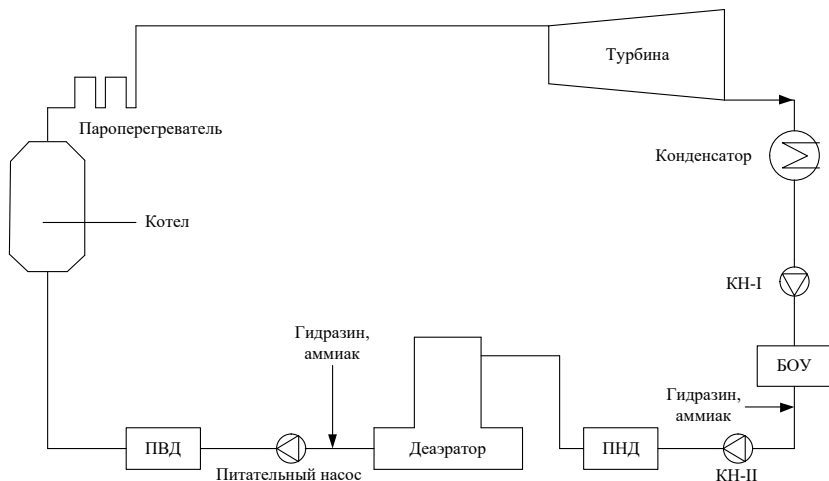 Турбина
Пароперегреватель
Конденсатор
Котел
КН-I
Гидразин,
аммиак
БОУ
Гидразин,
аммиак
ПВД
Питательный насос
Деаэратор
ПНД
КН-II